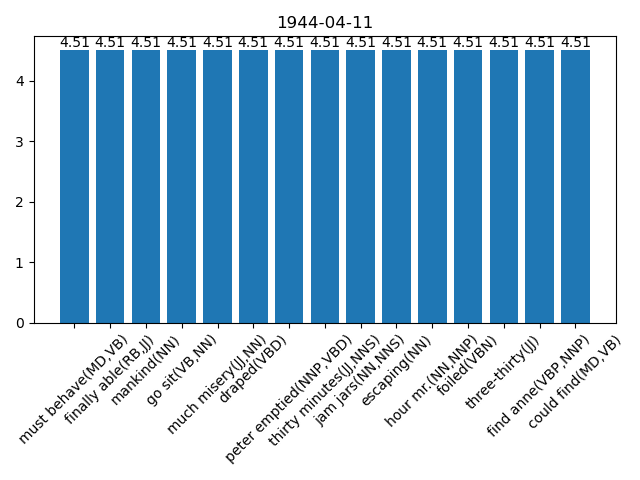 1944-04-11
4.51 4.51 4.51 4.51 4.51 4.51 4.51 4.51 4.51 4.51 4.51 4.51 4.51 4.51 4.51
4
3
2
1
0
must behave(MD,VB)
finally able(RB,JJ)
mankind(NN)
go sit(VB,NN)
much misery(JJ,NN)
draped(VBD)
peter emptied(NNP,VBD)
thirty minutes(JJ,NNS)
jam jars(NN,NNS)
escaping(NN)
hour mr.(NN,NNP)
foiled(VBN)
three-thirty(JJ)
find anne(VBP,NNP)
could find(MD,VB)